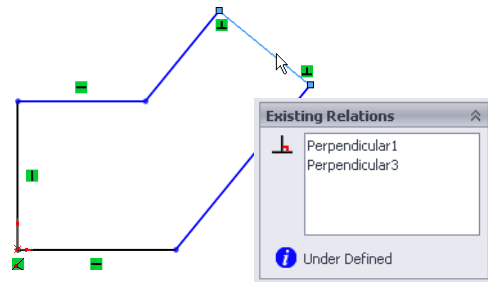 Existing Relations
Perpendicular1
Perpendicular3
Under Defined